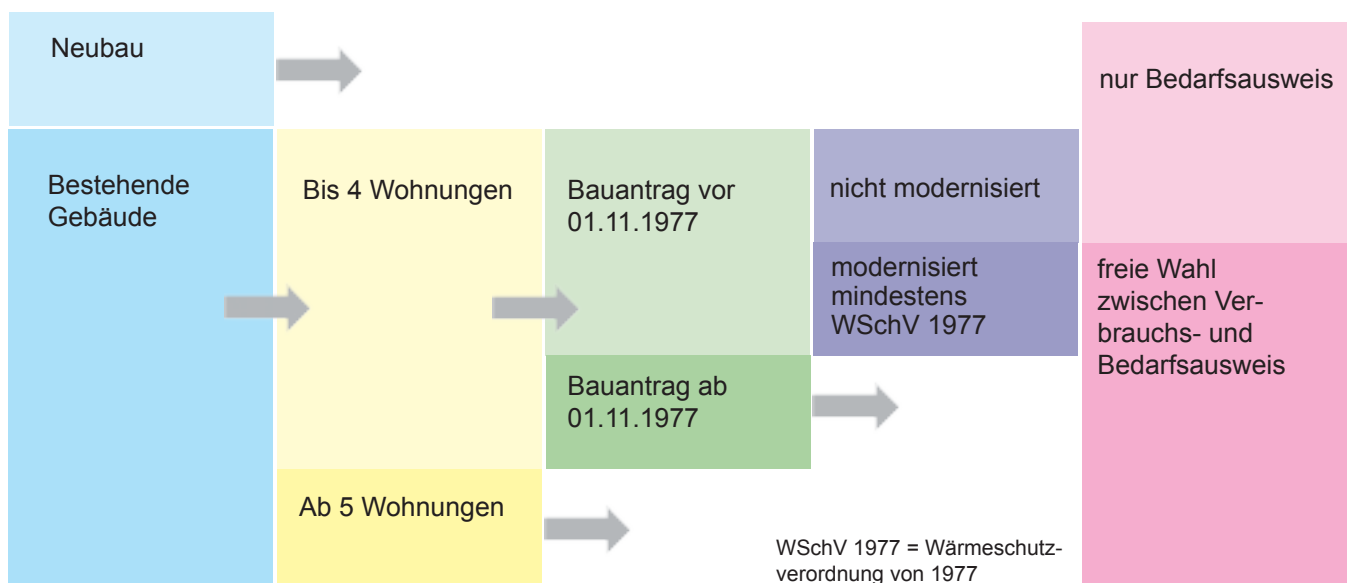 Neubau
nur Bedarfsausweis
Bestehende
Gebäude
Bis 4 Wohnungen
Bauantrag vor
01.11.1977
nicht modernisiert
modernisiert
mindestens
WSchV 1977
freie Wahl
zwischen Ver-
brauchs- und
Bedarfsausweis
Bauantrag ab
01.11.1977
Ab 5 Wohnungen
WSchV 1977 = Wärmeschutz-
verordnung von 1977